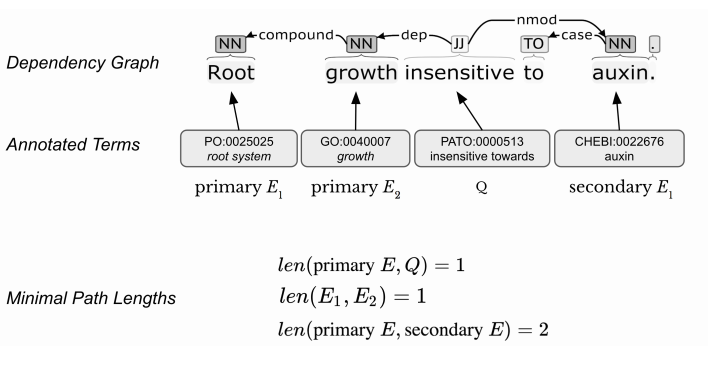 nmod
compound dep case
NN NN JJ TO NN .
Dependency Graph
Root growth insensitive to auxin.
Annotated Terms
PO:0025025 GO:0040007 PATO:0000513 CHEBI:0022676
root system growth insensitive towards auxin
primary E₁ primary E₂ Q secondary E₁
len(primary E, Q) = 1
Minimal Path Lengths
len(E₁, E₂) = 1
len(primary E, secondary E) = 2